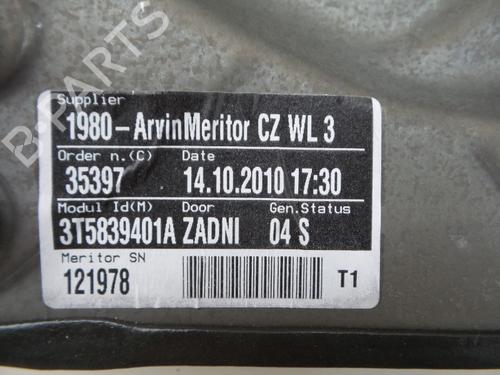 Supplier
1980-ArvinMeritor CZ WL 3
Order n.(C) Date
35397 14.10.2010 17:30
Modul Id(M) Door Gen.Status
3T5839401A ZADNI 04 S
Meritor SN
121978 T1
B-PARTS